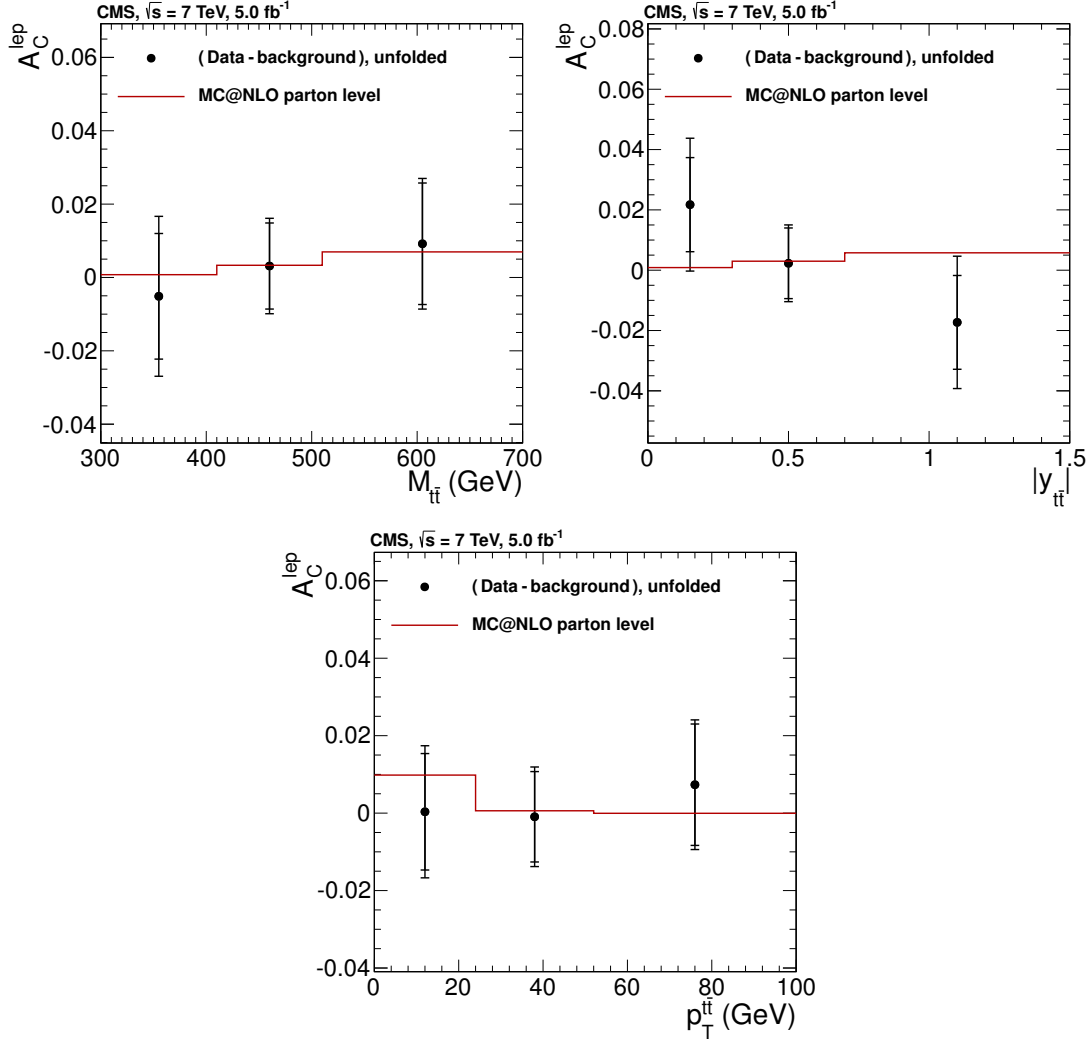 CMS, √s = 7 TeV, 5.0 fb⁻¹
A_C^lep
(Data - background), unfolded
MC@NLO parton level
0.06
0.04
0.02
0
-0.02
-0.04
300 400 500 600 700
M_tt̄ (GeV)
CMS, √s = 7 TeV, 5.0 fb⁻¹
A_C^lep
(Data - background), unfolded
MC@NLO parton level
0.08
0.06
0.04
0.02
0
-0.02
-0.04
0 0.5 1 1.5
|y_tt̄|
CMS, √s = 7 TeV, 5.0 fb⁻¹
A_C^lep
(Data - background), unfolded
MC@NLO parton level
0.06
0.04
0.02
0
-0.02
-0.04
0 20 40 60 80 100
p_T^tt̄ (GeV)